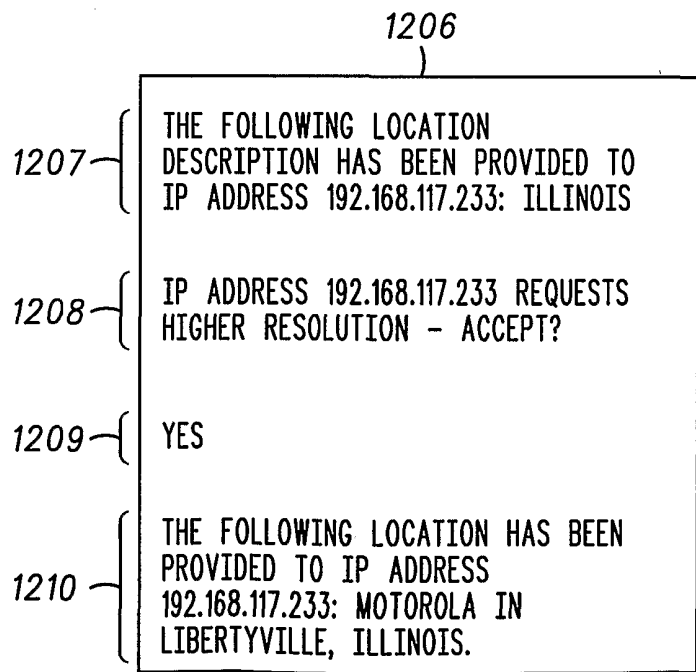 1206
1207
THE FOLLOWING LOCATION
DESCRIPTION HAS BEEN PROVIDED TO
IP ADDRESS 192.168.117.233: ILLINOIS
1208
IP ADDRESS 192.168.117.233 REQUESTS
HIGHER RESOLUTION – ACCEPT?
1209
YES
1210
THE FOLLOWING LOCATION HAS BEEN
PROVIDED TO IP ADDRESS
192.168.117.233: MOTOROLA IN
LIBERTYVILLE, ILLINOIS.